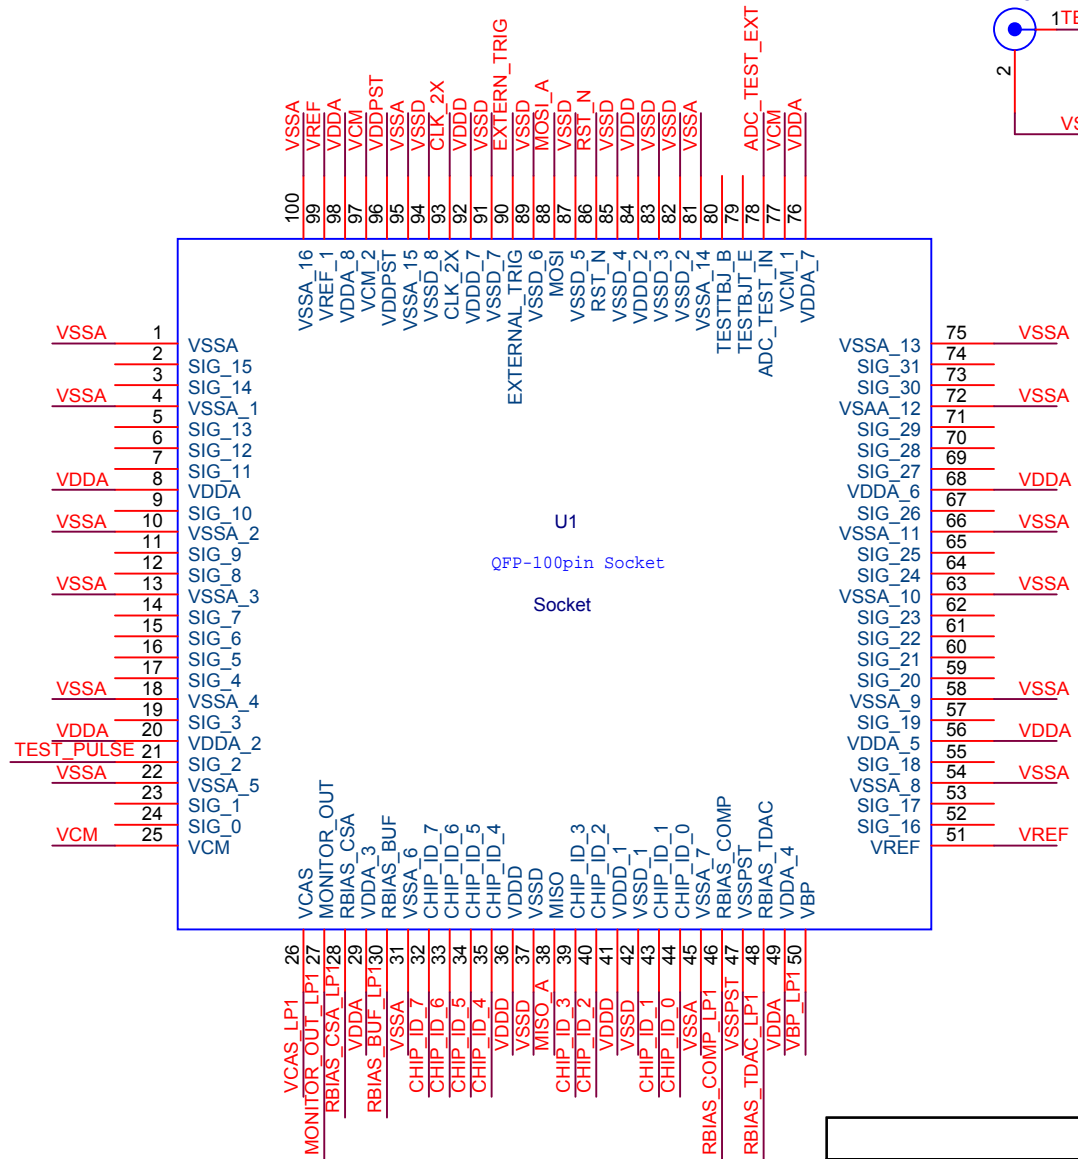 1 TE
2
VS
VSSA
VREF
VDDA
VCM
VDDPST
VSSA
VSSD
CLK_2X
VDDD
VSSD
EXTERN_TRIG
VSSD
MOSI_A
VSSD
RST_N
VSSD
VDDD
VSSD
VSSD
VSSA
ADC_TEST_EXT
VCM
VDDA
100
99
98
97
96
95
94
93
92
91
90
89
88
87
86
85
84
83
82
81
80
79
78
77
76
VSSA_16
VREF_1
VDDA_8
VCM_2
VDDPST
VSSA_15
VSSD_8
CLK_2X
VDDD_7
VSSD_7
EXTERNAL_TRIG
VSSD_6
MOSI
VSSD_5
RST_N
VSSD_4
VDDD_2
VSSD_3
VSSD_2
VSSA_14
TESTTBJ_B
TESTBJT_E
ADC_TEST_IN
VCM_1
VDDA_7
VSSA 1 VSSA
2 SIG_15
3 SIG_14
VSSA 4 VSSA_1
5 SIG_13
6 SIG_12
7 SIG_11
VDDA 8 VDDA
9 SIG_10
VSSA 10 VSSA_2
11 SIG_9
12 SIG_8
VSSA 13 VSSA_3
14 SIG_7
15 SIG_6
16 SIG_5
17 SIG_4
VSSA 18 VSSA_4
19 SIG_3
VDDA 20 VDDA_2
TEST_PULSE 21 SIG_2
VSSA 22 VSSA_5
23 SIG_1
24 SIG_0
VCM 25 VCM
U1
QFP-100pin Socket
Socket
VSSA_13 75 VSSA
SIG_31 74
SIG_30 73
VSAA_12 72 VSSA
SIG_29 71
SIG_28 70
SIG_27 69
VDDA_6 68 VDDA
SIG_26 67
VSSA_11 66 VSSA
SIG_25 65
SIG_24 64
VSSA_10 63 VSSA
SIG_23 62
SIG_22 61
SIG_21 60
SIG_20 59
VSSA_9 58 VSSA
SIG_19 57
VDDA_5 56 VDDA
SIG_18 55
VSSA_8 54 VSSA
SIG_17 53
SIG_16 52
VREF 51 VREF
VCAS
MONITOR_OUT
RBIAS_CSA
VDDA_3
RBIAS_BUF
VSSA_6
CHIP_ID_7
CHIP_ID_6
CHIP_ID_5
CHIP_ID_4
VDDD
VSSD
MISO
CHIP_ID_3
CHIP_ID_2
VDDD_1
VSSD_1
CHIP_ID_1
CHIP_ID_0
VSSA_7
RBIAS_COMP
VSSPST
RBIAS_TDAC
VDDA_4
VBP
26
27
28
29
30
31
32
33
34
35
36
37
38
39
40
41
42
43
44
45
46
47
48
49
50
VCAS_LP1
MONITOR_OUT_LP1
RBIAS_CSA_LP1
VDDA
RBIAS_BUF_LP1
VSSA
CHIP_ID_7
CHIP_ID_6
CHIP_ID_5
CHIP_ID_4
VDDD
VSSD
MISO_A
CHIP_ID_3
CHIP_ID_2
VDDD
VSSD
CHIP_ID_1
CHIP_ID_0
VSSA
RBIAS_COMP_LP1
VSSPST
RBIAS_TDAC_LP1
VDDA
VBP_LP1